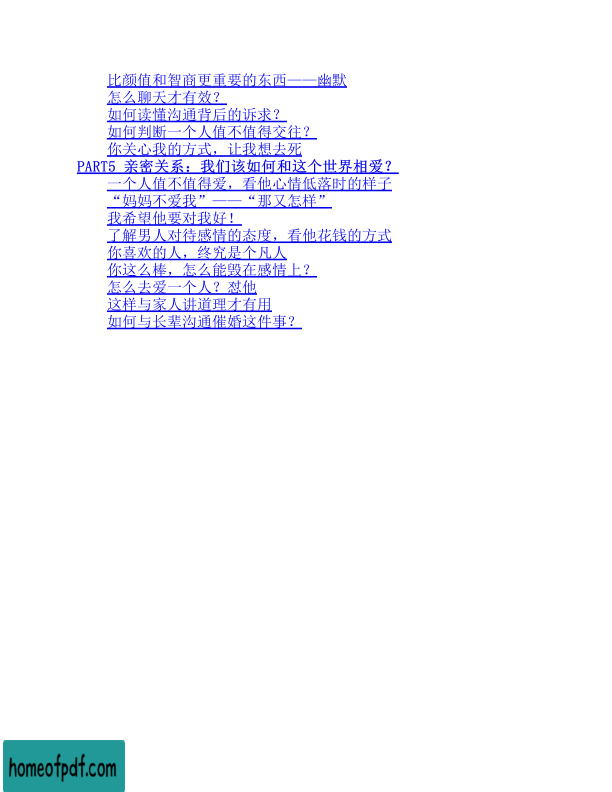 比颜值和智商更重要的东西——幽默
怎么聊天才有效？
如何读懂沟通背后的诉求？
如何判断一个人值不值得交往？
你关心我的方式，让我想去死
PART5 亲密关系：我们该如何和这个世界相爱？
一个人值不值得爱，看他心情低落时的样子
“妈妈不爱我”——“那又怎样”
我希望他要对我好！
了解男人对待感情的态度，看他花钱的方式
你喜欢的人，终究是个凡人
你这么棒，怎么能毁在感情上？
怎么去爱一个人？怼他
这样与家人讲道理才有用
如何与长辈沟通催婚这件事？
homeofpdf.com